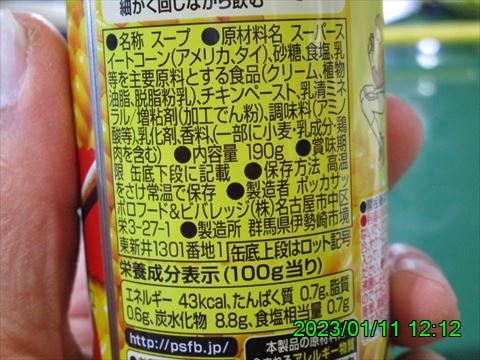 細かく回しながら飲む
●名称 スープ ●原材料名 スーパース
イートコーン(アメリカ、タイ)、砂糖、食塩、乳
等を主要原料とする食品(クリーム、植物
油脂、脱脂粉乳)、チキンペースト、乳清ミネ
ラル/増粘剤(加工でん粉)、調味料(アミノ
酸等)、乳化剤、香料、(一部に小麦・乳成分・鶏
肉を含む) ●内容量 190g ●賞味期
限 缶底下段に記載 ●保存方法 高温
をさけ常温で保存 ●製造者 ポッカサッ
ポロフード&ビバレッジ(株)名古屋市中区
栄3-27-1 ●製造所 群馬県伊勢崎市境
東新井1301番地1 缶底上段はロット記号
栄養成分表示(100g当り)
エネルギー 43kcal、たんぱく質 0.7g、脂質
0.6g、炭水化物 8.8g、食塩相当量 0.7g
http://psfb.jp/
本製品の原材料
アレルギー物質
2023/01/11 12:12